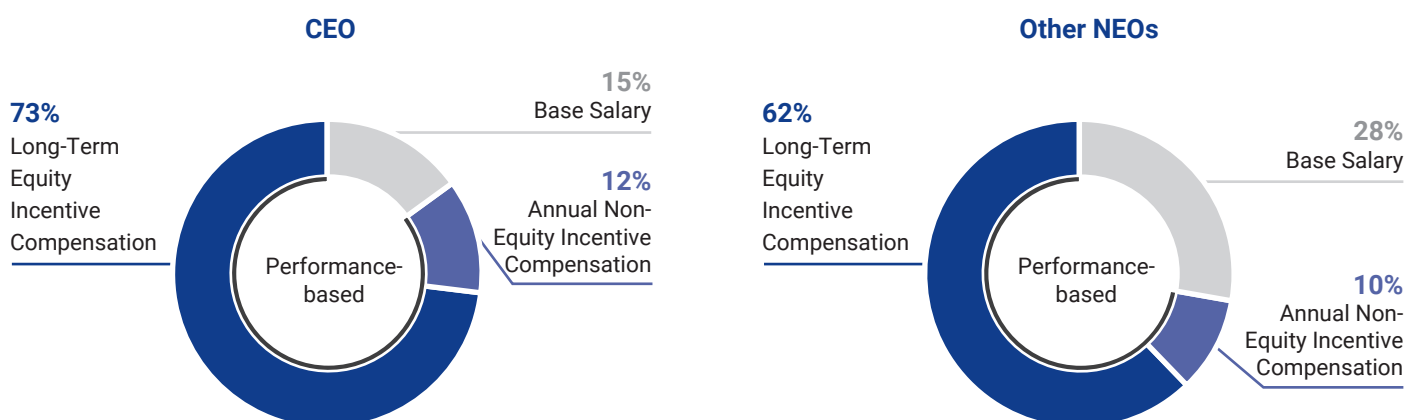 CEO
73%
Long-Term
Equity
Incentive
Compensation
15%
Base Salary
12%
Annual Non-
Equity Incentive
Compensation
Performance-
based
Other NEOs
62%
Long-Term
Equity
Incentive
Compensation
28%
Base Salary
10%
Annual Non-
Equity Incentive
Compensation
Performance-
based